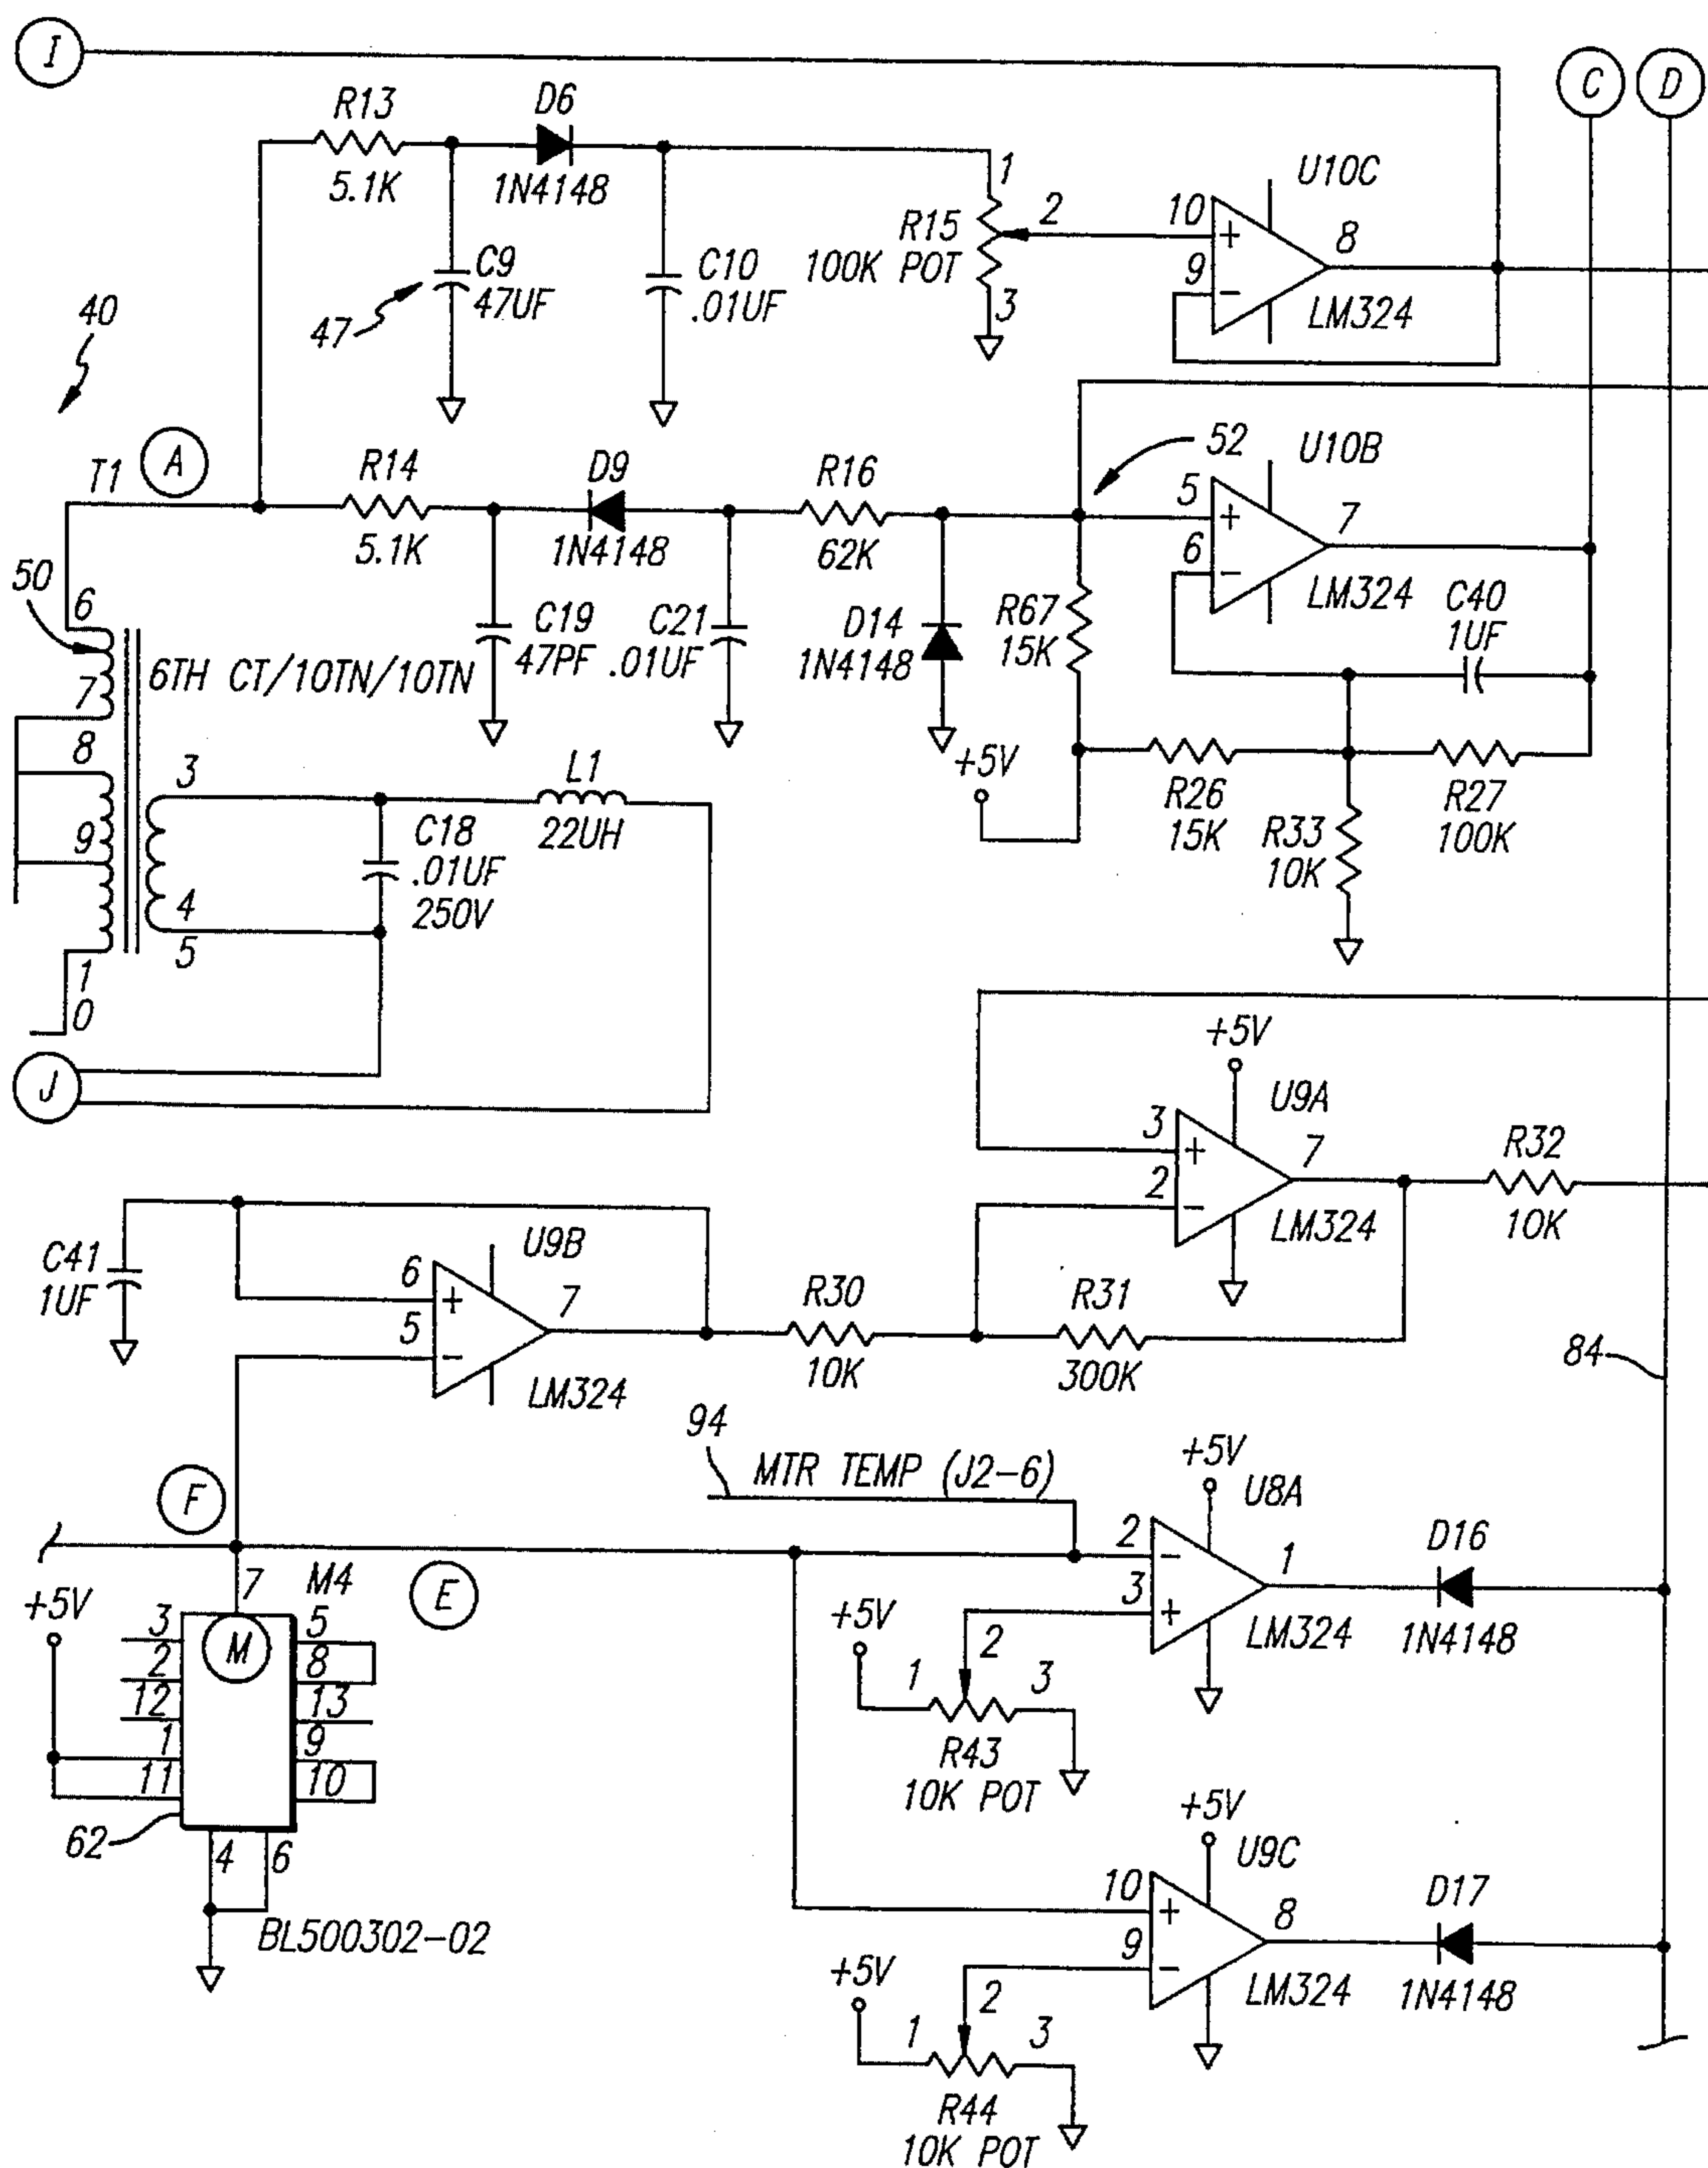 I
C
D
R13
5.1K
D6
1N4148
C9
47UF
47
C10
.01UF
1
R15
100K POT
2
3
10
9
+
−
U10C
8
LM324
40
T1
A
R14
5.1K
D9
1N4148
R16
62K
52
U10B
5
6
+
−
7
LM324
C19
47PF
C21
.01UF
D14
1N4148
R67
15K
C40
1UF
50
6
7
6TH CT/10TN/10TN
8
9
1
0
3
4
5
C18
.01UF
250V
L1
22UH
+5V
R26
15K
R33
10K
R27
100K
J
+5V
U9A
3
2
+
−
7
LM324
R32
10K
C41
1UF
U9B
6
5
+
−
7
LM324
R30
10K
R31
300K
84
94
MTR TEMP (J2-6)
F
E
+5V
U8A
2
3
−
+
1
LM324
D16
1N4148
+5V
7
M4
M
3
2
12
1
11
5
8
13
9
10
4
6
62
BL500302-02
+5V
1
2
3
R43
10K POT
+5V
U9C
10
9
+
−
8
LM324
D17
1N4148
+5V
1
2
3
R44
10K POT